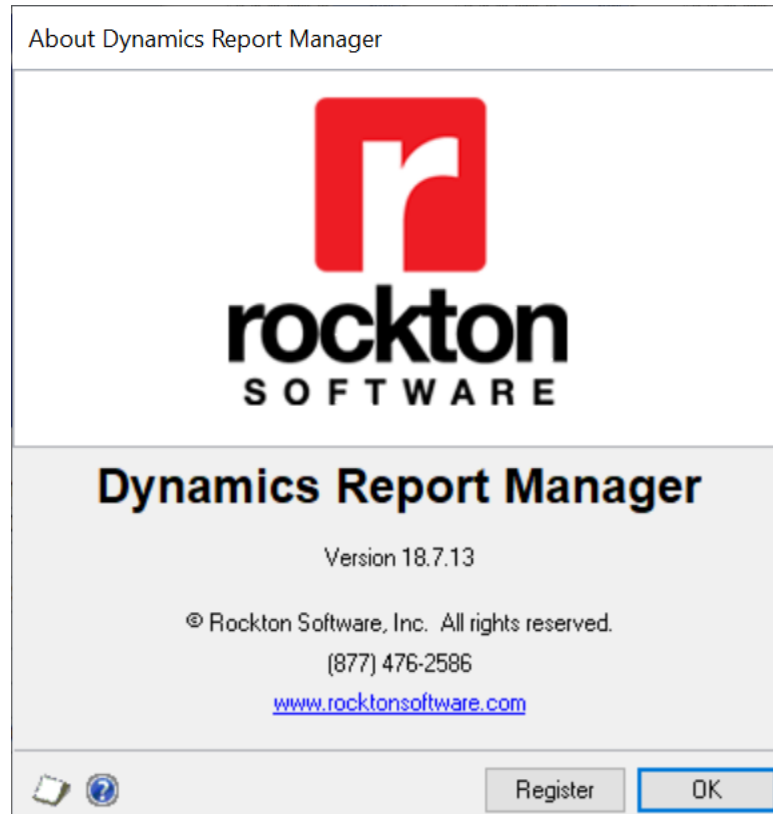 About Dynamics Report Manager
r
rockton
SOFTWARE
Dynamics Report Manager
Version 18.7.13
© Rockton Software, Inc. All rights reserved.
(877) 476-2586
www.rocktonsoftware.com
Register OK